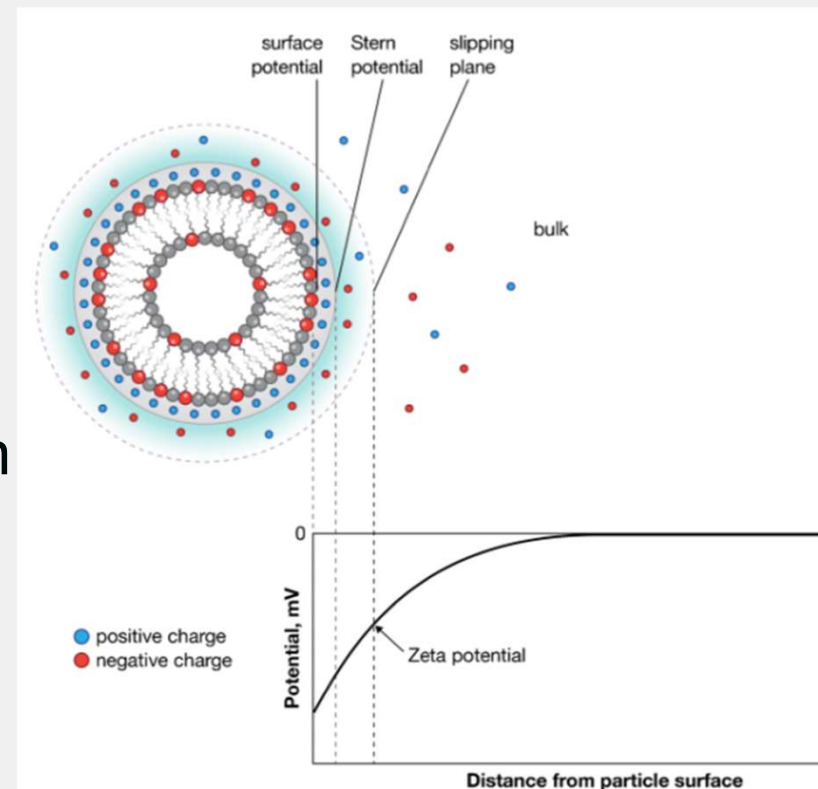 surface
potential
Stern
potential
slipping
plane
bulk
n
0
Potential, mV
positive charge
negative charge
Zeta potential
Distance from particle surface